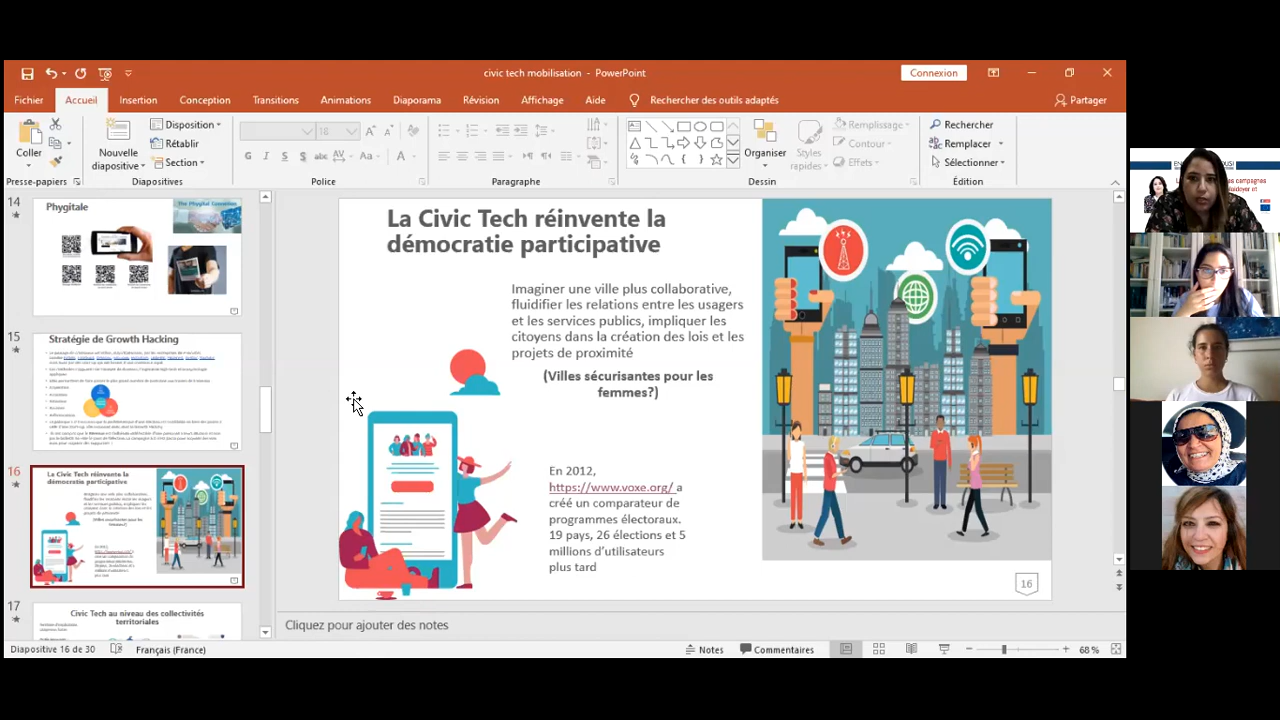 civic tech mobilisation - PowerPoint
Connexion
Fichier Accueil Insertion Conception Transitions Animations Diaporama Révision Affichage Aide Rechercher des outils adaptés Partager
Coller
Presse-papiers
Nouvelle
diapositive
Disposition
Rétablir
Section
Diapositives
18
G I S S abc AV Aa A
Police
Paragraphe
Organiser
Styles
rapides
Remplissage
Contour
Effets
Dessin
Rechercher
Remplacer
Sélectionner
Édition
14
Phygitale
15
Stratégie de Growth Hacking
16
La Civic Tech réinvente la
démocratie participative
17
Civic Tech au niveau des collectivités
territoriales
La Civic Tech réinvente la
démocratie participative
Imaginer une ville plus collaborative,
fluidifier les relations entre les usagers
et les services publics, impliquer les
citoyens dans la création des lois et les
projets de proximité
(Villes sécurisantes pour les
femmes?)
En 2012,
https://www.voxe.org/ a
créé un comparateur de
programmes électoraux.
19 pays, 26 élections et 5
millions d'utilisateurs
plus tard
16
Cliquez pour ajouter des notes
Diapositive 16 de 30 Français (France) Notes Commentaires 68 %